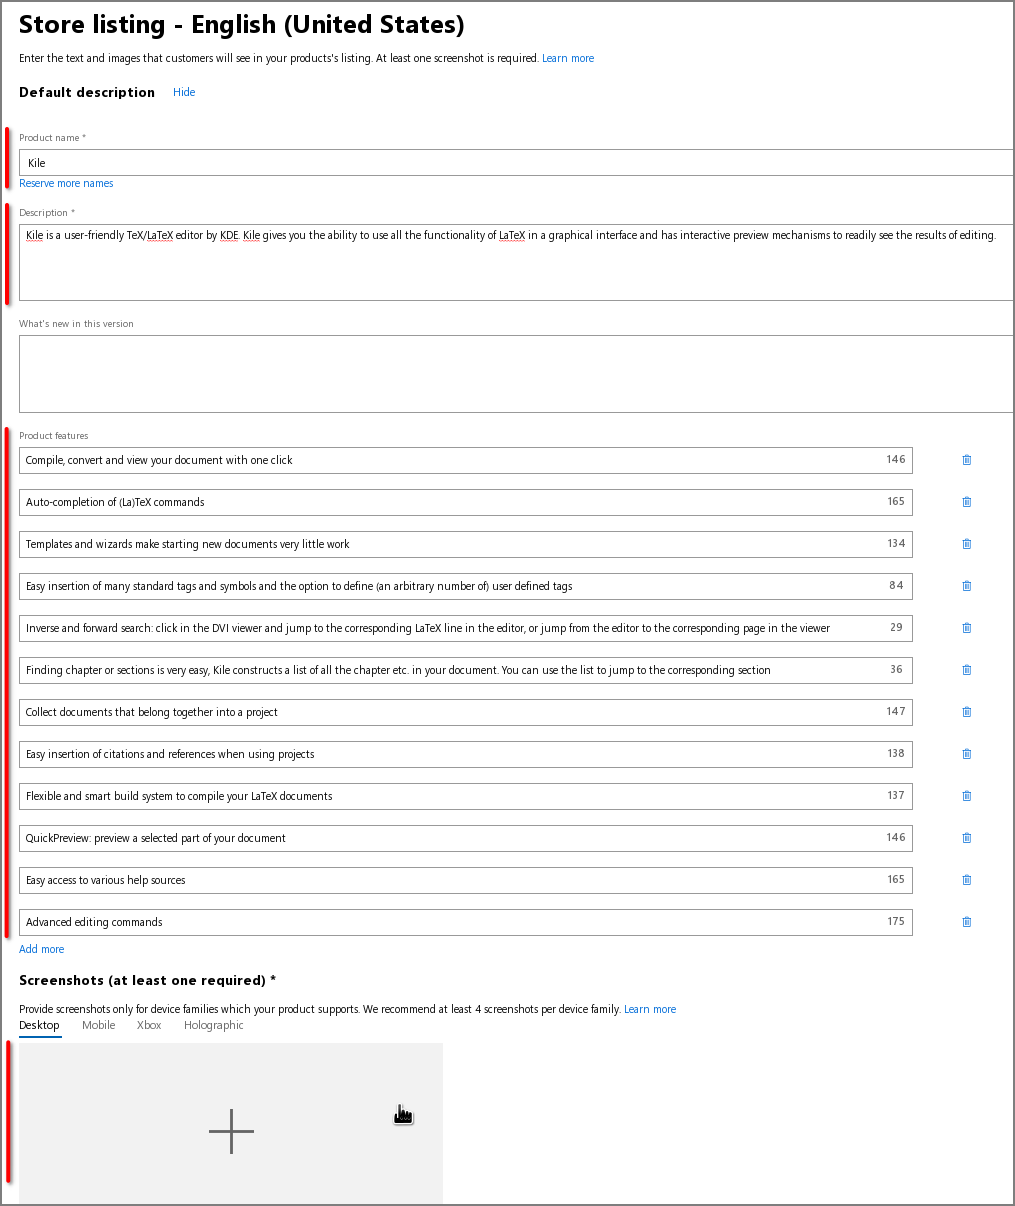 Store listing - English (United States)
Enter the text and images that customers will see in your products's listing. At least one screenshot is required. Learn more
Default description Hide
Product name *
Kile
Reserve more names
Description *
Kile is a user-friendly TeX/LaTeX editor by KDE. Kile gives you the ability to use all the functionality of LaTeX in a graphical interface and has interactive preview mechanisms to readily see the results of editing.
What's new in this version
Product features
Compile, convert and view your document with one click 146
Auto-completion of (La)TeX commands 165
Templates and wizards make starting new documents very little work 134
Easy insertion of many standard tags and symbols and the option to define (an arbitrary number of) user defined tags 84
Inverse and forward search: click in the DVI viewer and jump to the corresponding LaTeX line in the editor, or jump from the editor to the corresponding page in the viewer 29
Finding chapter or sections is very easy, Kile constructs a list of all the chapter etc. in your document. You can use the list to jump to the corresponding section 36
Collect documents that belong together into a project 147
Easy insertion of citations and references when using projects 138
Flexible and smart build system to compile your LaTeX documents 137
QuickPreview: preview a selected part of your document 146
Easy access to various help sources 165
Advanced editing commands 175
Add more
Screenshots (at least one required) *
Provide screenshots only for device families which your product supports. We recommend at least 4 screenshots per device family. Learn more
Desktop Mobile Xbox Holographic